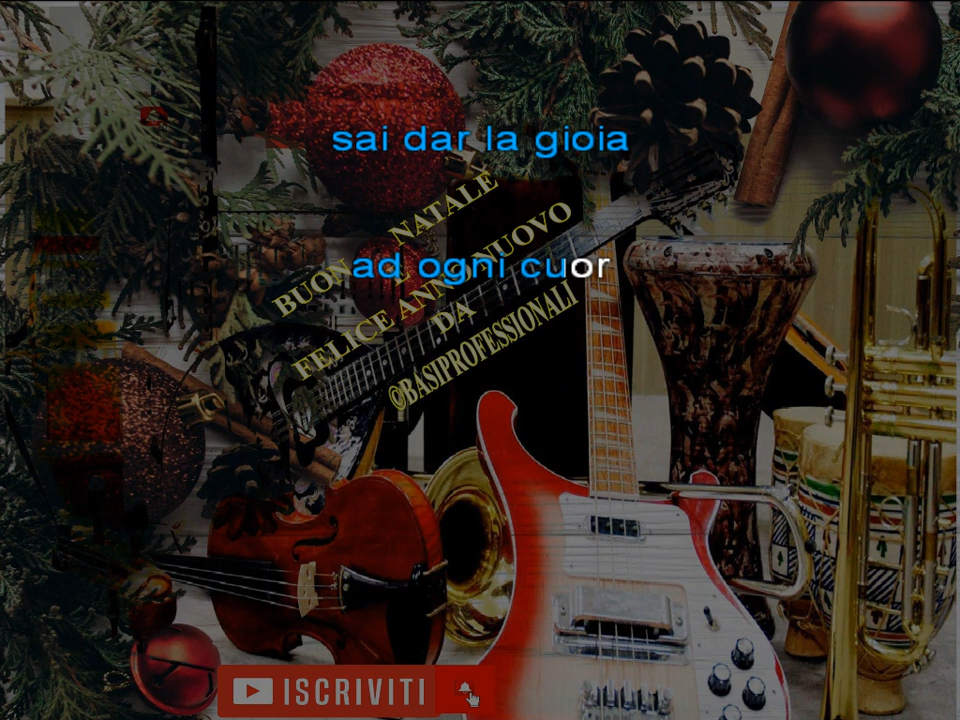 sai dar la gioia
ad ogni cuor
BUON NATALE
E
FELICE ANNO NUOVO
DA
©BASIPROFESSIONALI
ISCRIVITI